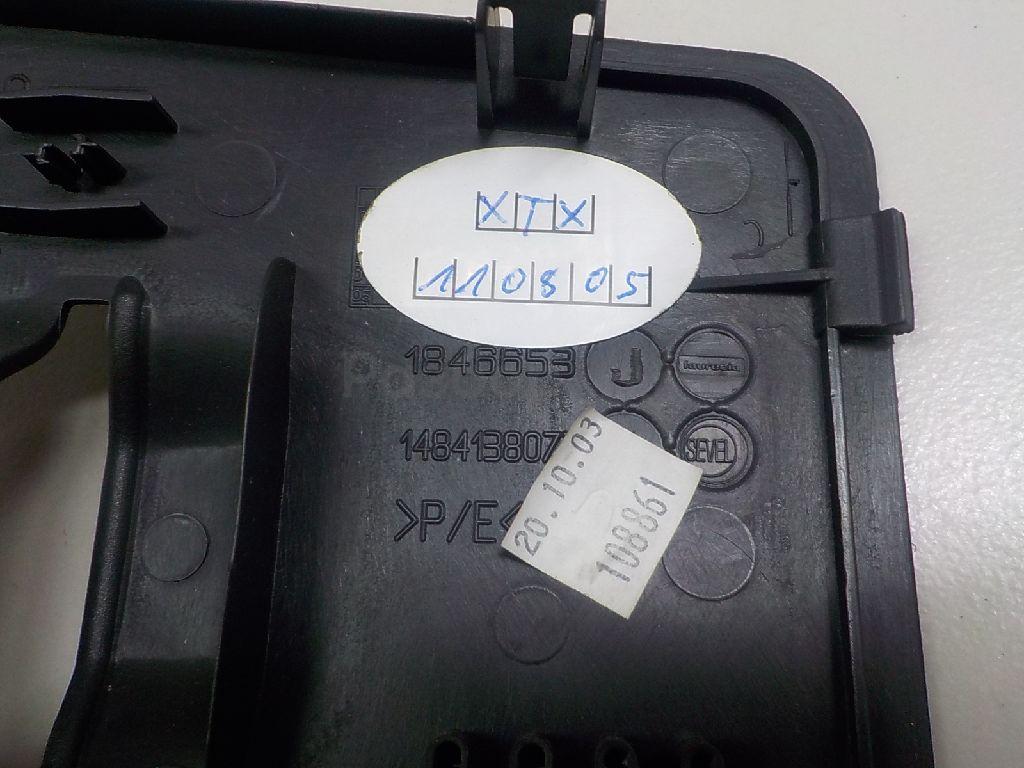 XTX
110805
1846653
J
SEVEL
148413807
>P/E<
20.10.03
108861